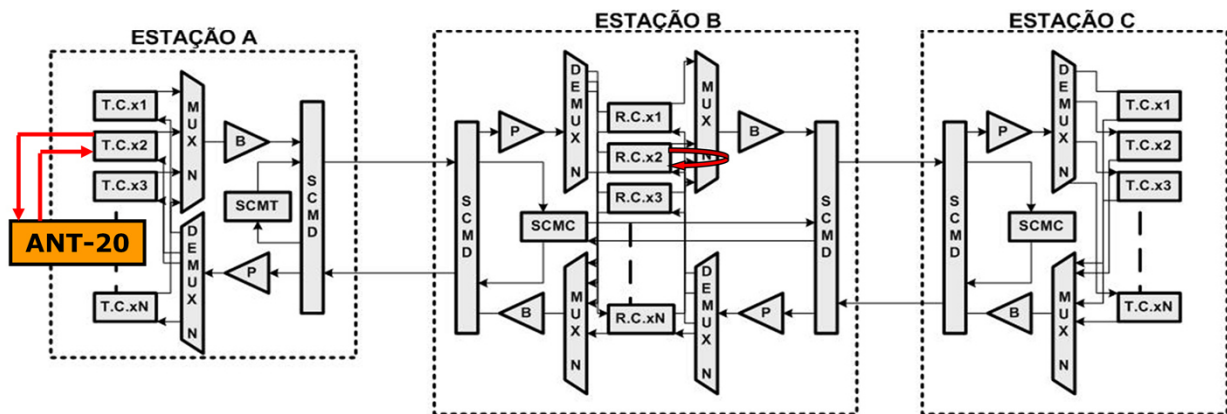 ESTAÇÃO A
T.C.x1
T.C.x2
T.C.x3
T.C.xN
ANT-20
MUX N
DEMUX N
B
P
SCMT
SCMD
ESTAÇÃO B
SCMD
P
B
DEMUX N
MUX N
R.C.x1
R.C.x2
R.C.x3
R.C.xN
SCMC
MUX N
DEMUX N
B
P
SCMD
ESTAÇÃO C
SCMD
P
B
SCMC
DEMUX N
MUX N
T.C.x1
T.C.x2
T.C.x3
T.C.xN